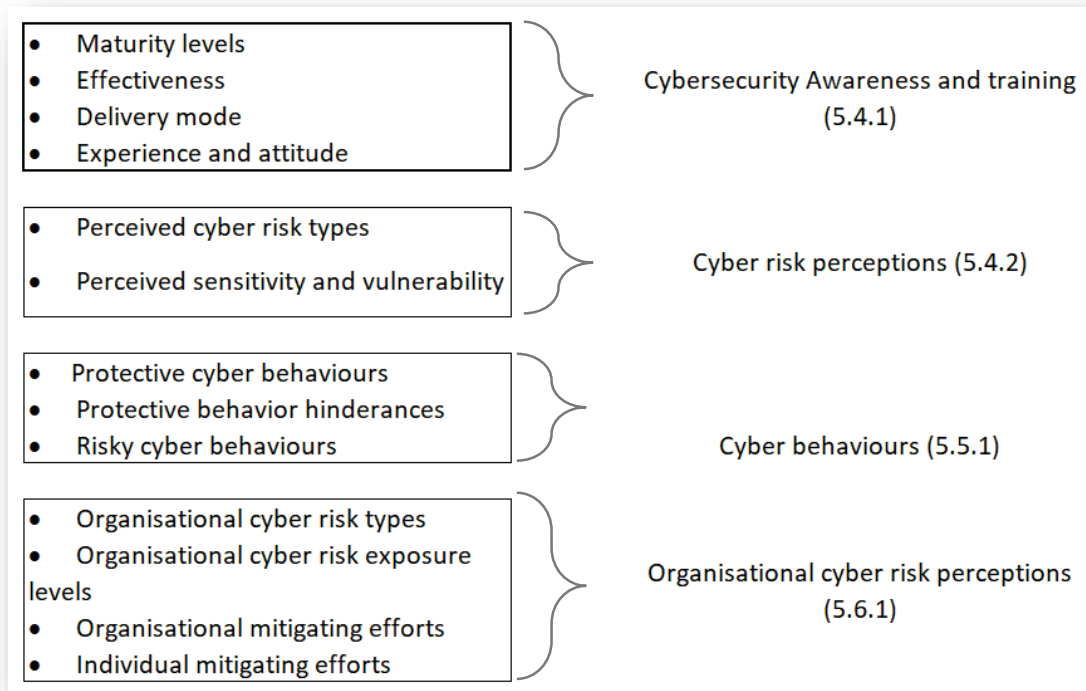 • Maturity levels
• Effectiveness
• Delivery mode
• Experience and attitude
Cybersecurity Awareness and training
(5.4.1)
• Perceived cyber risk types
• Perceived sensitivity and vulnerability
Cyber risk perceptions (5.4.2)
• Protective cyber behaviours
• Protective behavior hinderances
• Risky cyber behaviours
Cyber behaviours (5.5.1)
• Organisational cyber risk types
• Organisational cyber risk exposure
levels
• Organisational mitigating efforts
• Individual mitigating efforts
Organisational cyber risk perceptions
(5.6.1)